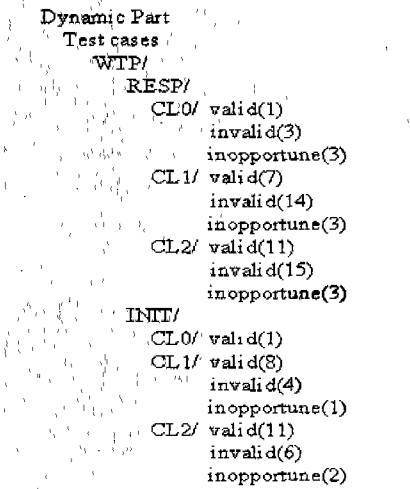 Dynamic Part
Test cases
WTP/
RESP/
CL0/ valid(1)
invalid(3)
inopportune(3)
CL1/ valid(7)
invalid(14)
inopportune(3)
CL2/ valid(11)
invalid(15)
inopportune(3)
INIT/
CL0/ valid(1)
CL1/ valid(8)
invalid(4)
inopportune(1)
CL2/ valid(11)
invalid(6)
inopportune(2)